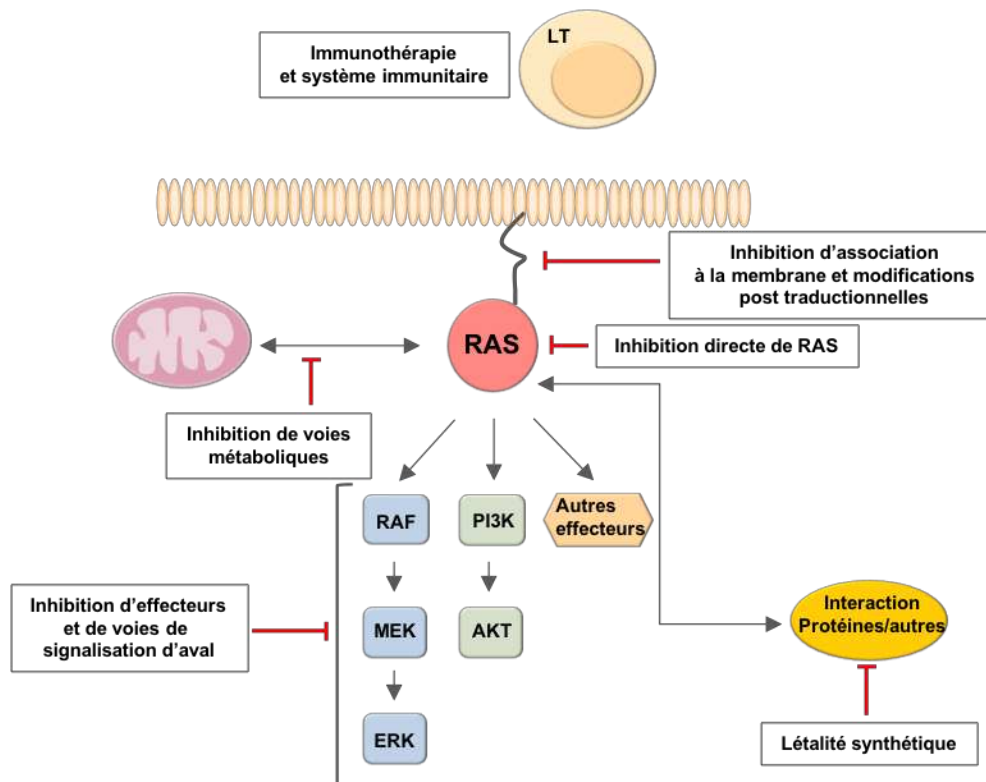 LT
Immunothérapie
et système immunitaire
Inhibition d'association
à la membrane et modifications
post traductionnelles
RAS
Inhibition directe de RAS
Inhibition de voies
métaboliques
RAF
PI3K
Autres
effecteurs
Inhibition d'effecteurs
et de voies de
signalisation d'aval
MEK
AKT
Interaction
Protéines/autres
ERK
Létalité synthétique